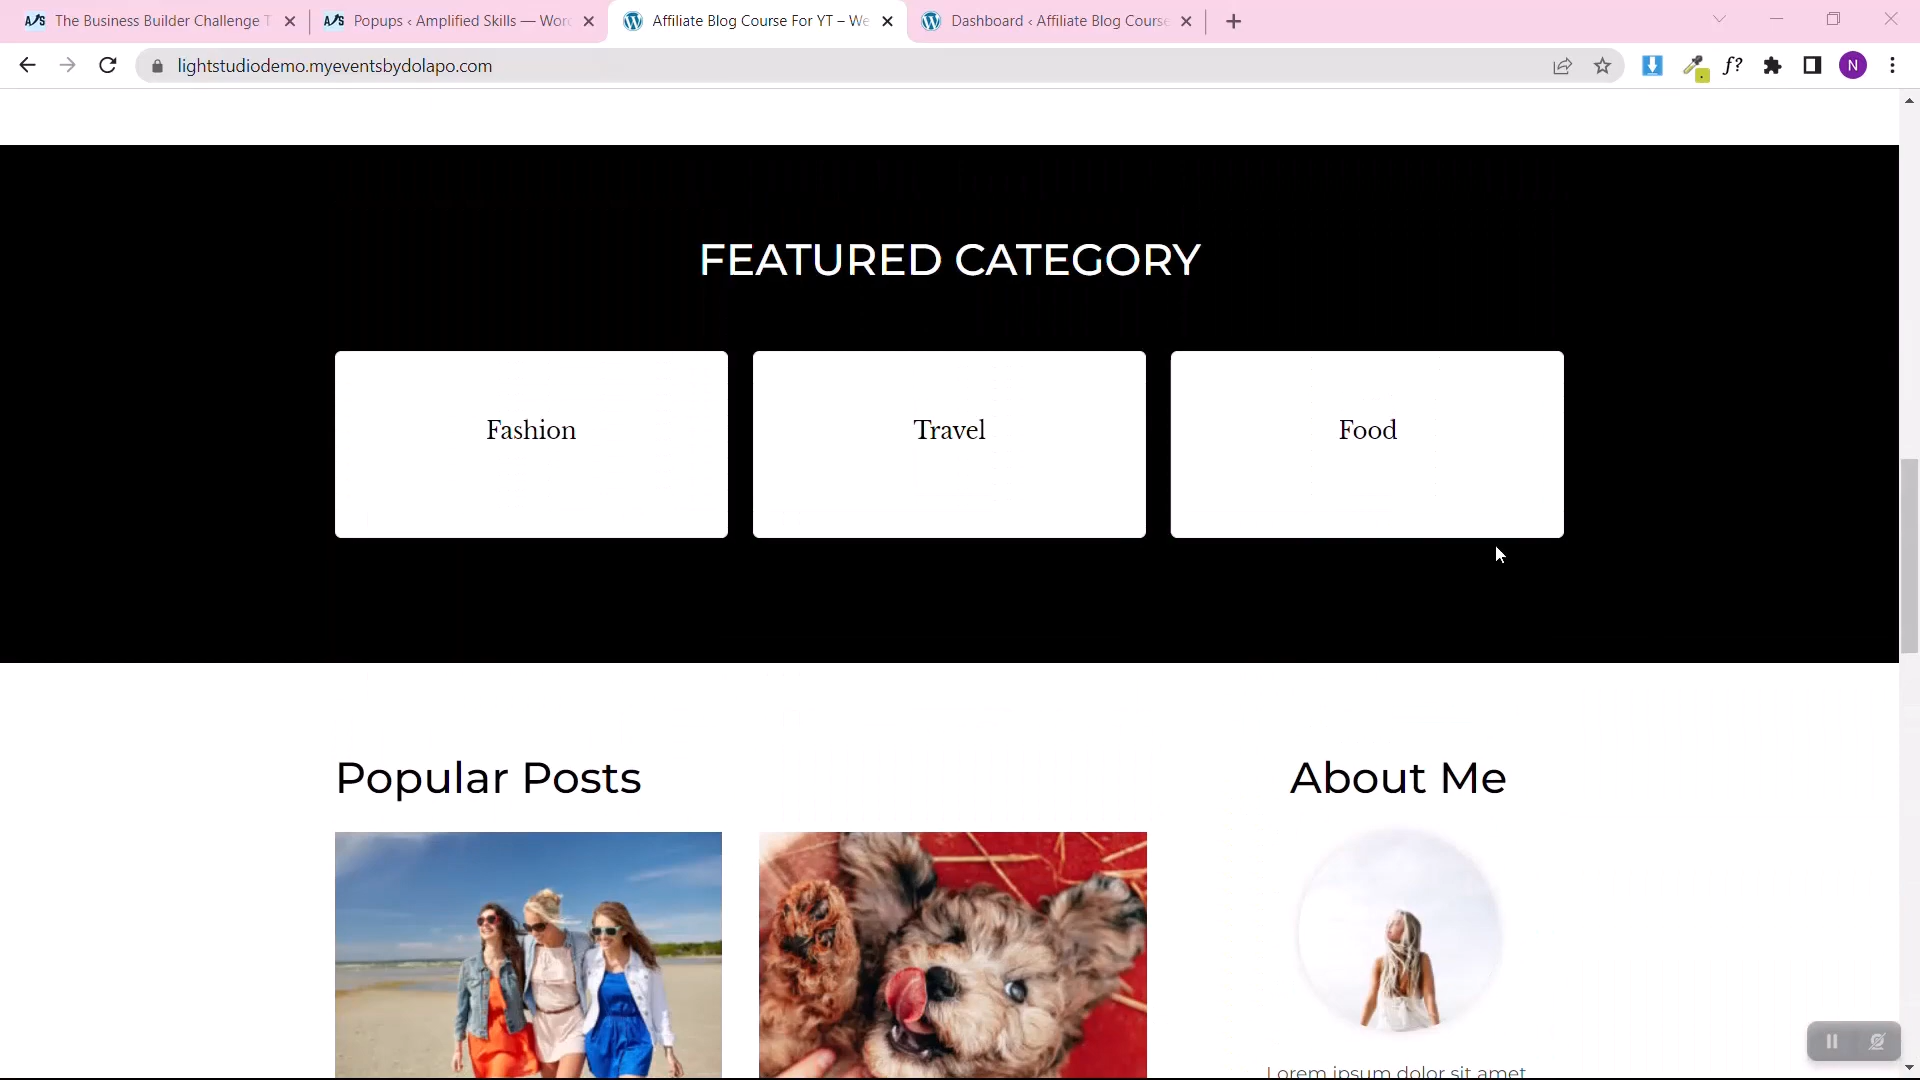 The Business Builder Challenge T
Popups ‹ Amplified Skills — Word
Affiliate Blog Course For YT – We
Dashboard ‹ Affiliate Blog Course
lightstudiodemo.myeventsbydolapo.com
f?
N
FEATURED CATEGORY
Fashion
Travel
Food
Popular Posts
About Me
Lorem ipsum dolor sit amet